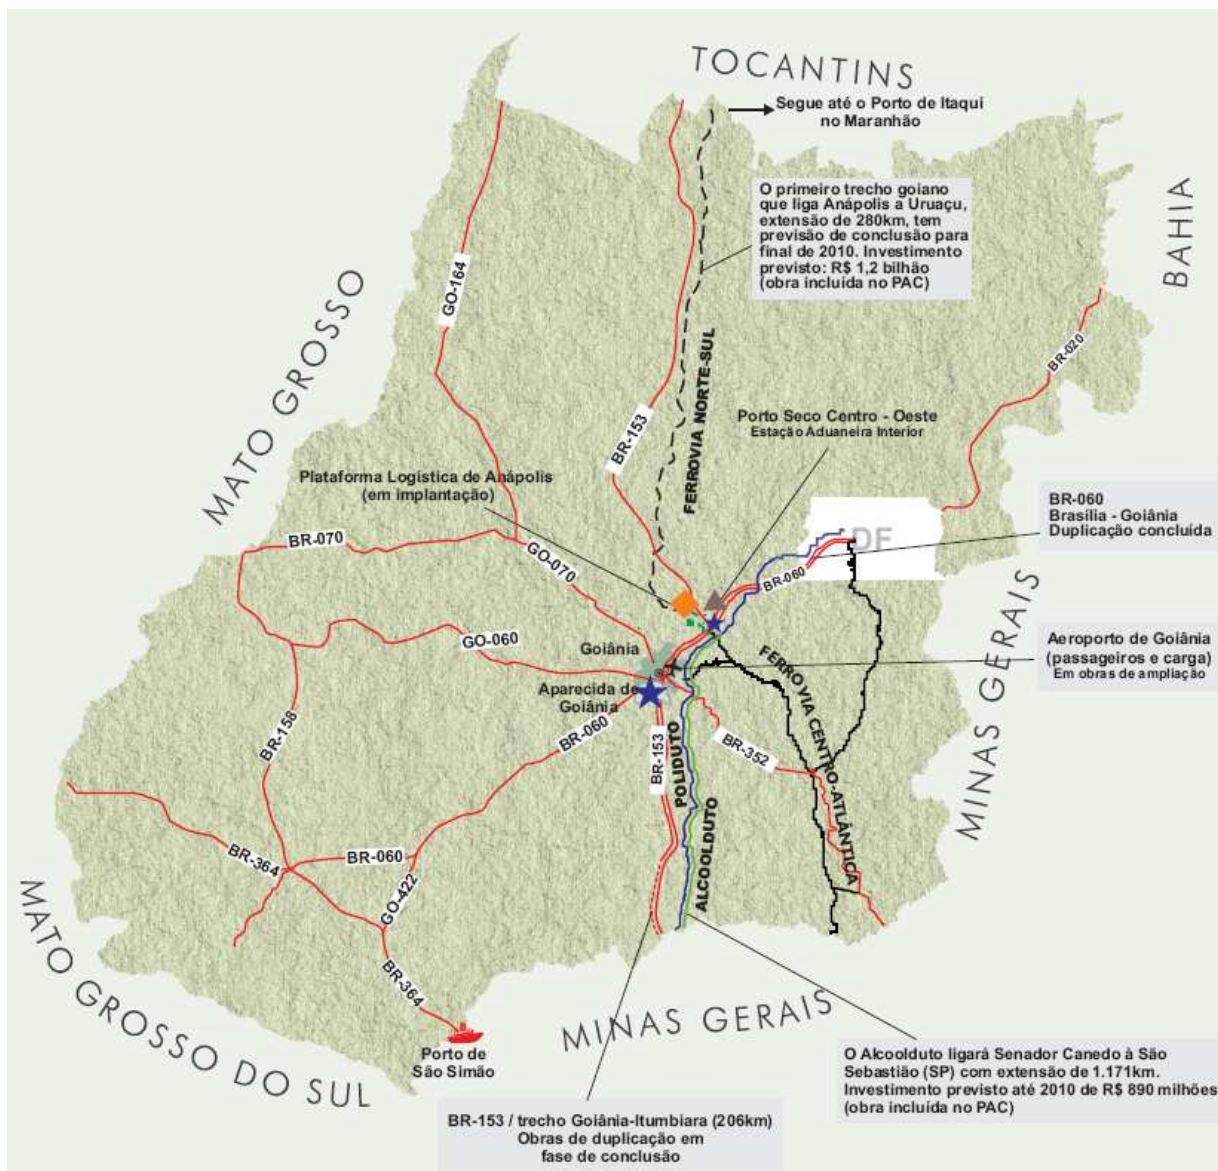 TOCANTINS
Segue até o Porto de Itaqui
no Maranhão
O primeiro trecho goiano
que liga Anápolis a Uruaçu,
extensão de 280km, tem
previsão de conclusão para
final de 2010. Investimento
previsto: R$ 1,2 bilhão
(obra incluída no PAC)
BAHIA
MATO GROSSO
GO-164
BR-020
BR-153
FERROVIA NORTE-SUL
Porto Seco Centro - Oeste
Estação Aduaneira Interior
Plataforma Logística de Anápolis
(em implantação)
BR-060
Brasília - Goiânia
Duplicação concluída
DF
BR-070
GO-070
BR-060
MINAS GERAIS
GO-060
Goiânia
Aeroporto de Goiânia
(passageiros e carga)
Em obras de ampliação
FERROVIA CENTRO-ATLÂNTICA
Aparecida de
Goiânia
BR-158
BR-060
BR-153
POLIDUTO
BR-352
ALCOOLDUTO
BR-364
BR-060
GO-422
BR-364
MATO GROSSO DO SUL
MINAS GERAIS
Porto de
São Simão
O Alcoolduto ligará Senador Canedo à São
Sebastião (SP) com extensão de 1.171km.
Investimento previsto até 2010 de R$ 890 milhões
(obra incluída no PAC)
BR-153 / trecho Goiânia-Itumbiara (206km)
Obras de duplicação em
fase de conclusão